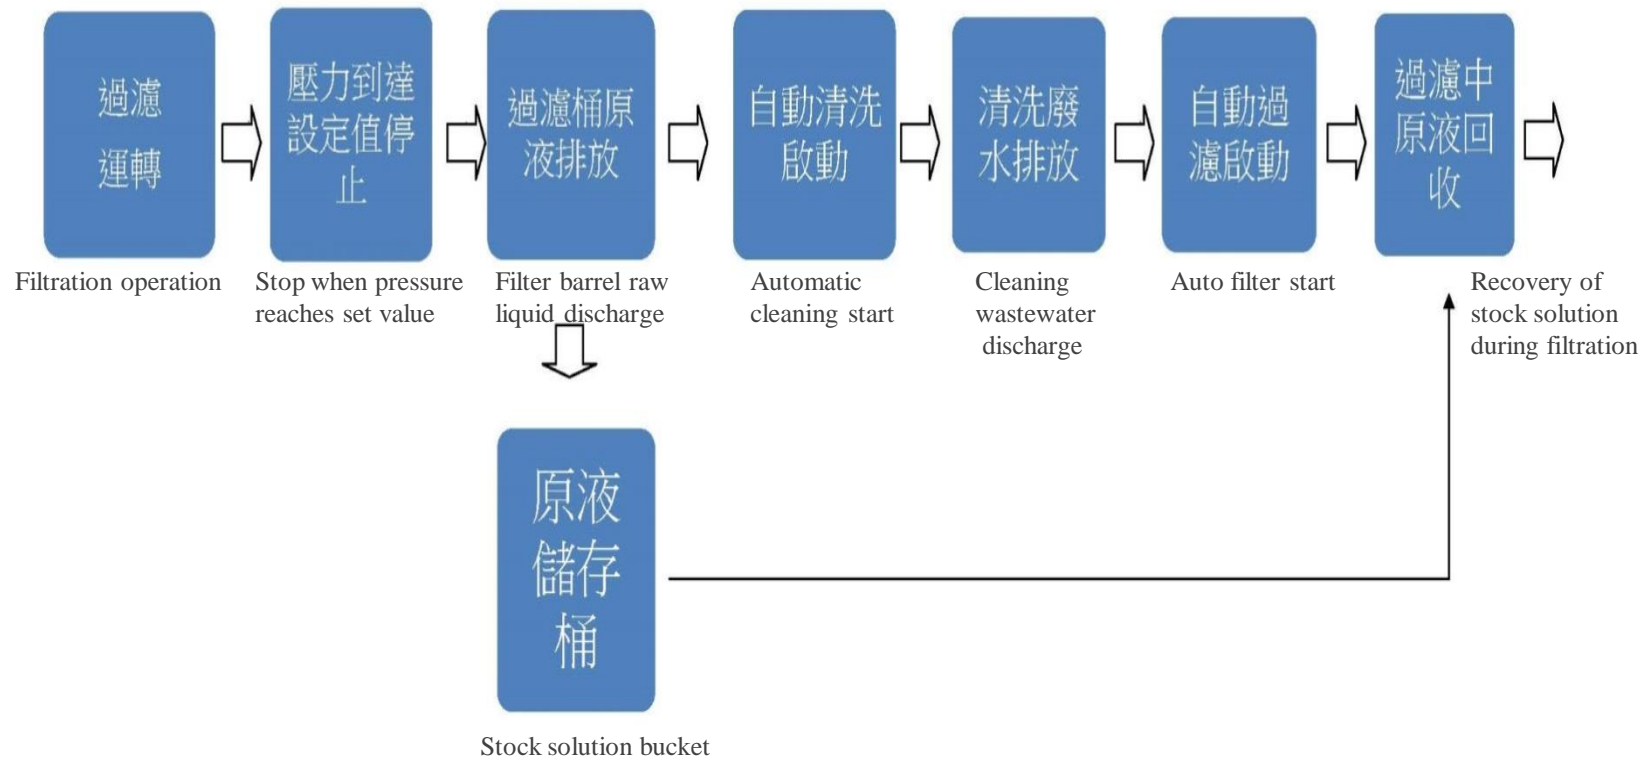 過濾
運轉
壓力到達
設定值停
止
過濾桶原
液排放
自動清洗
啟動
清洗廢
水排放
自動過
濾啟動
過濾中
原液回
收
Filtration operation
Stop when pressure
reaches set value
Filter barrel raw
liquid discharge
Automatic
cleaning start
Cleaning
wastewater
discharge
Auto filter start
Recovery of
stock solution
during filtration
原液
儲存
桶
Stock solution bucket